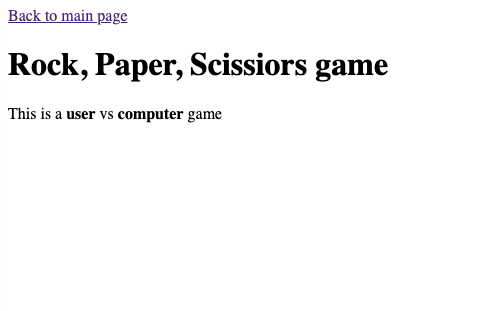 Back to main page
Rock, Paper, Scissiors game
This is a user vs computer game